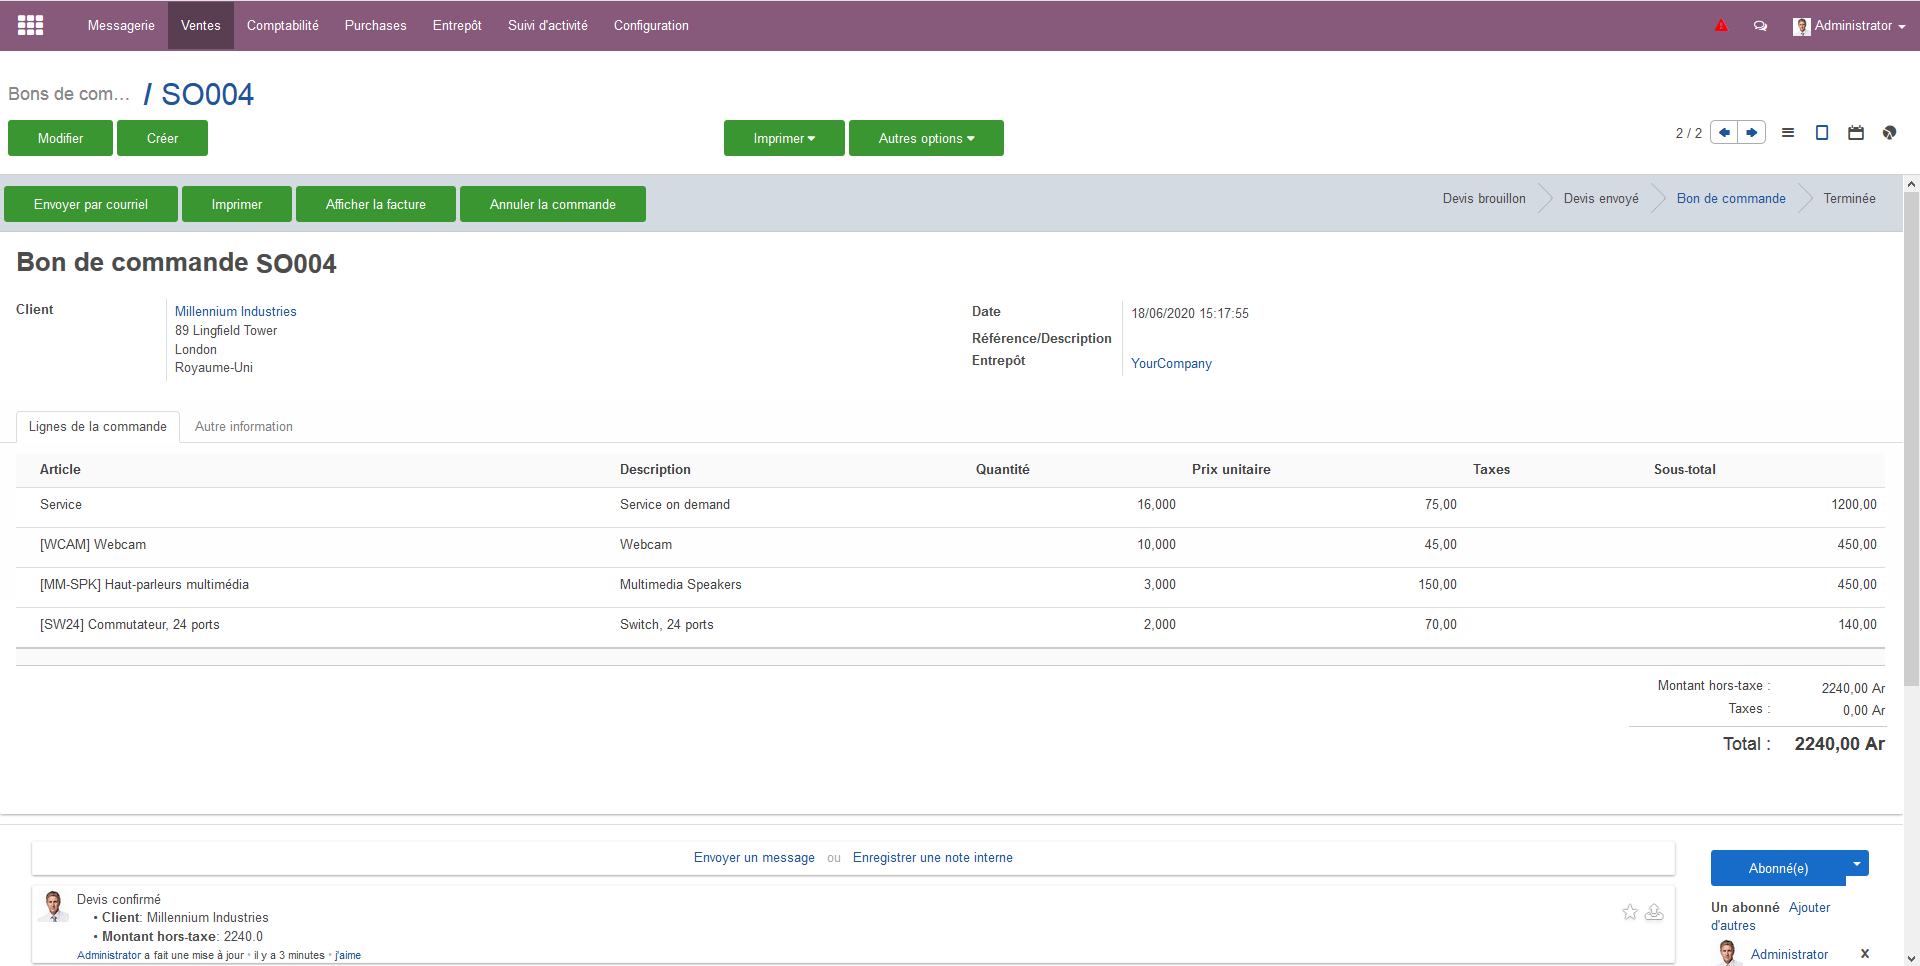 Messagerie Ventes Comptabilité Purchases Entrepôt Suivi d'activité Configuration Administrator
Bons de com... / SO004
Modifier Créer Imprimer Autres options 2 / 2
Envoyer par courriel Imprimer Afficher la facture Annuler la commande Devis brouillon Devis envoyé Bon de commande Terminée
Bon de commande SO004
Client Millennium Industries Date 18/06/2020 15:17:55
89 Lingfield Tower Référence/Description
London Entrepôt YourCompany
Royaume-Uni
Lignes de la commande Autre information
Article Description Quantité Prix unitaire Taxes Sous-total
Service Service on demand 16,000 75,00 1200,00
[WCAM] Webcam Webcam 10,000 45,00 450,00
[MM-SPK] Haut-parleurs multimédia Multimedia Speakers 3,000 150,00 450,00
[SW24] Commutateur, 24 ports Switch, 24 ports 2,000 70,00 140,00
Montant hors-taxe : 2240,00 Ar
Taxes : 0,00 Ar
Total : 2240,00 Ar
Envoyer un message ou Enregistrer une note interne
Abonné(e)
Devis confirmé
• Client: Millennium Industries
• Montant hors-taxe: 2240.0
Administrator a fait une mise à jour • il y a 3 minutes • j'aime
Un abonné Ajouter
d'autres
Administrator x